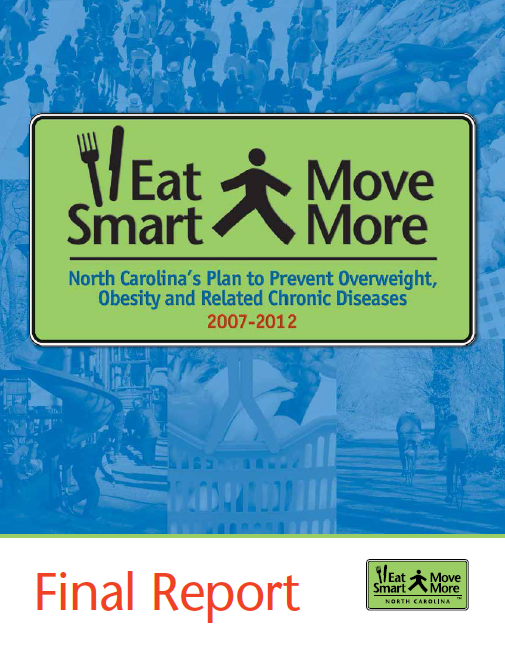 Eat Move
Smart More
North Carolina's Plan to Prevent Overweight,
Obesity and Related Chronic Diseases
2007-2012
Final Report
Eat Move
Smart More
NORTH CAROLINA